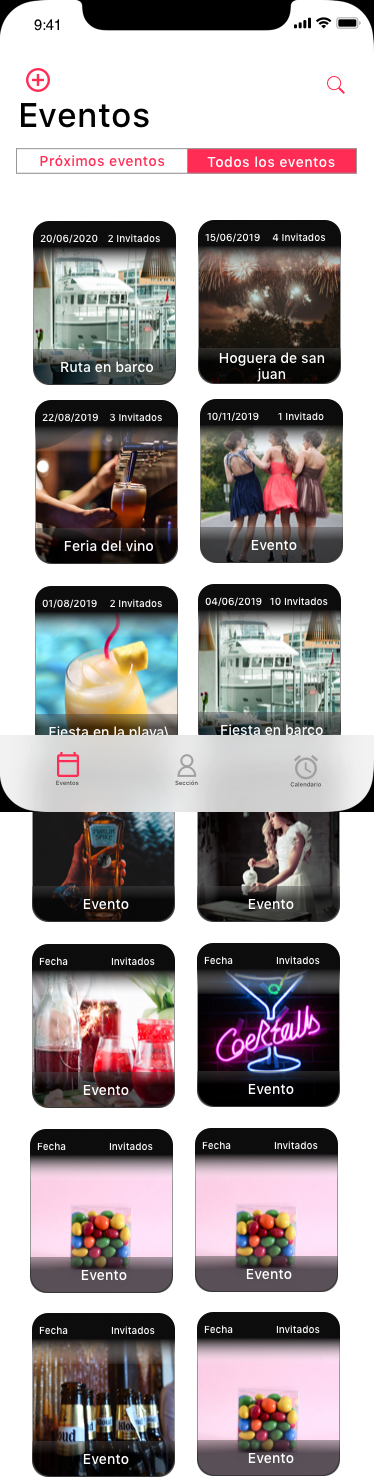 9:41
Eventos
Próximos eventos
Todos los eventos
20/06/2020 2 Invitados
Ruta en barco
15/06/2019 4 Invitados
Hoguera de san
juan
22/08/2019 3 Invitados
Feria del vino
10/11/2019 1 Invitado
Evento
01/08/2019 2 Invitados
Fiesta en la playa\
04/06/2019 10 Invitados
Fiesta en barco
Eventos
Sección
Calendario
Evento
Evento
Fecha Invitados
Evento
Fecha Invitados
Cocktails
Evento
Fecha Invitados
Evento
Fecha Invitados
Evento
Fecha Invitados
Evento
Fecha Invitados
Evento